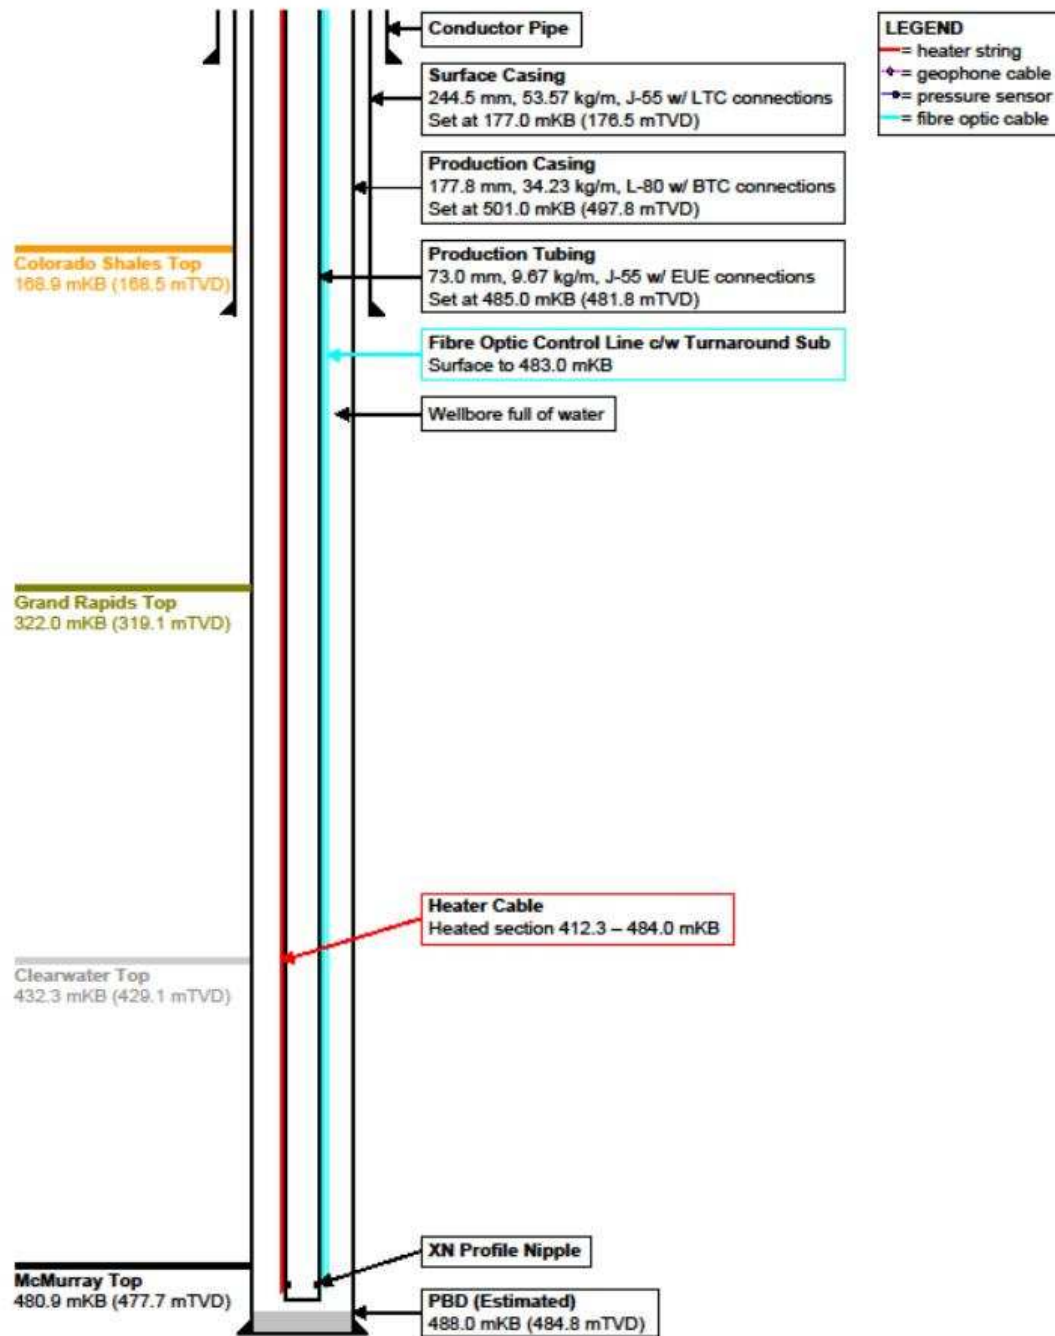 Conductor Pipe
Surface Casing
244.5 mm, 53.57 kg/m, J-55 w/ LTC connections
Set at 177.0 mKB (176.5 mTVD)
Production Casing
177.8 mm, 34.23 kg/m, L-80 w/ BTC connections
Set at 501.0 mKB (497.8 mTVD)
Production Tubing
73.0 mm, 9.67 kg/m, J-55 w/ EUE connections
Set at 485.0 mKB (481.8 mTVD)
Fibre Optic Control Line c/w Turnaround Sub
Surface to 483.0 mKB
Wellbore full of water
LEGEND
= heater string
= geophone cable
= pressure sensor
= fibre optic cable
Colorado Shales Top
168.9 mKB (168.5 mTVD)
Grand Rapids Top
322.0 mKB (319.1 mTVD)
Heater Cable
Heated section 412.3 – 484.0 mKB
Clearwater Top
432.3 mKB (429.1 mTVD)
XN Profile Nipple
McMurray Top
480.9 mKB (477.7 mTVD)
PBD (Estimated)
488.0 mKB (484.8 mTVD)